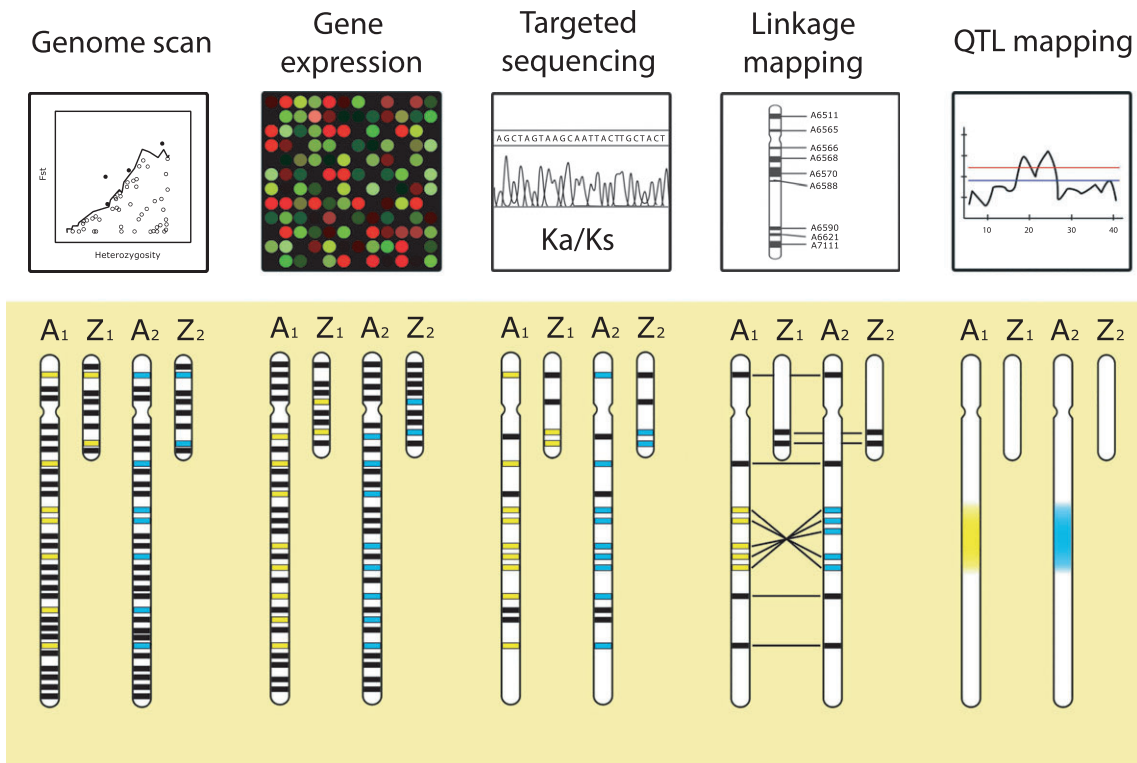 Genome scan
Gene
expression
Targeted
sequencing
Linkage
mapping
QTL mapping
Fst
Heterozygosity
AGCTAGTAAGCAATTACTTGCTACT
Ka/Ks
A6511
A6565
A6566
A6568
A6570
A6588
A6590
A6621
A7111
10 20 30 40
A1 Z1 A2 Z2
A1 Z1 A2 Z2
A1 Z1 A2 Z2
A1 Z1 A2 Z2
A1 Z1 A2 Z2